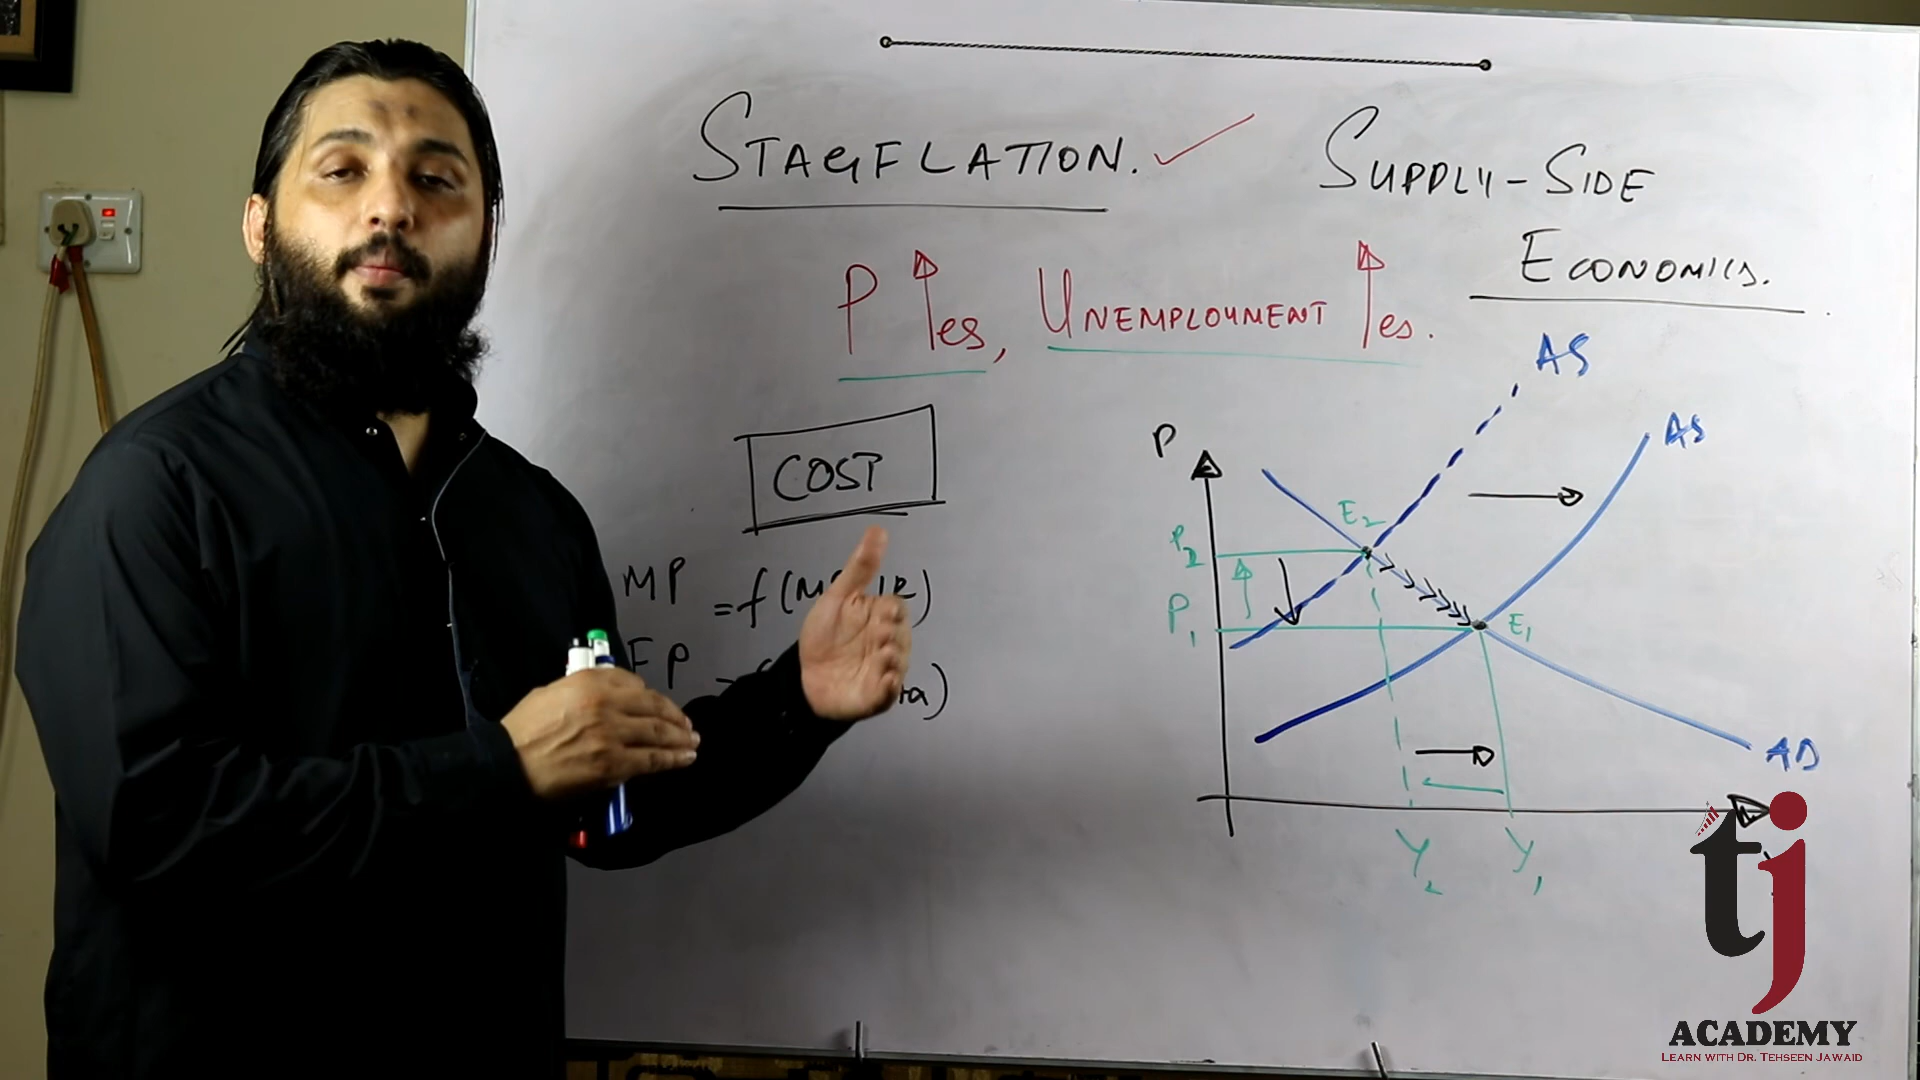 STAGFLATION.
SUPPLY-SIDE
ECONOMICS.
P ↑es, UNEMPLOYMENT ↑es.
COST
MP = f(
FP
AS
AS
P
E2
P2
P1
E1
AD
Y2
Y1
tj
ACADEMY
LEARN WITH DR. TEHSEEN JAWAID